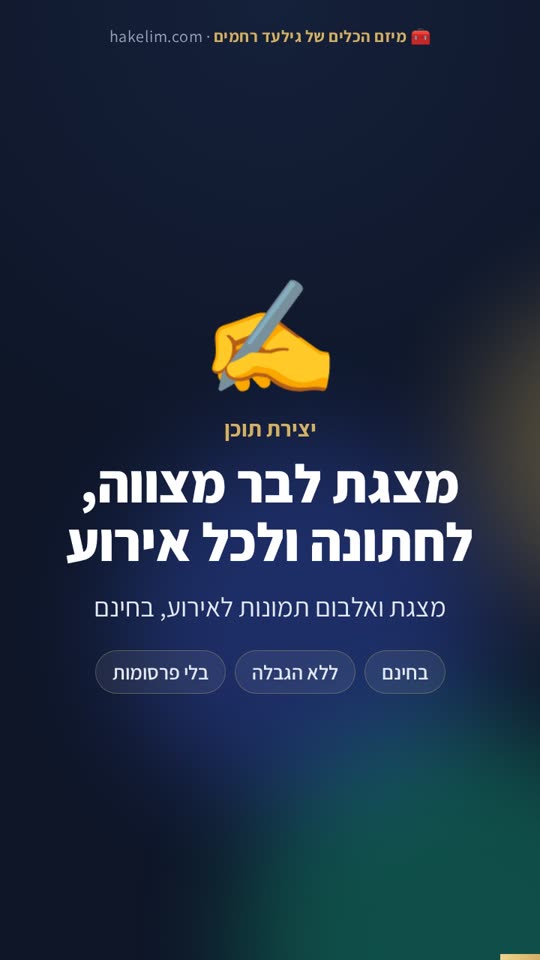 🧰 מיזם הכלים של גילעד רחמים · hakelim.com
יצירת תוכן
מצגת לבר מצווה,
לחתונה ולכל אירוע
מצגת ואלבום תמונות לאירוע, בחינם
בחינם
ללא הגבלה
בלי פרסומות